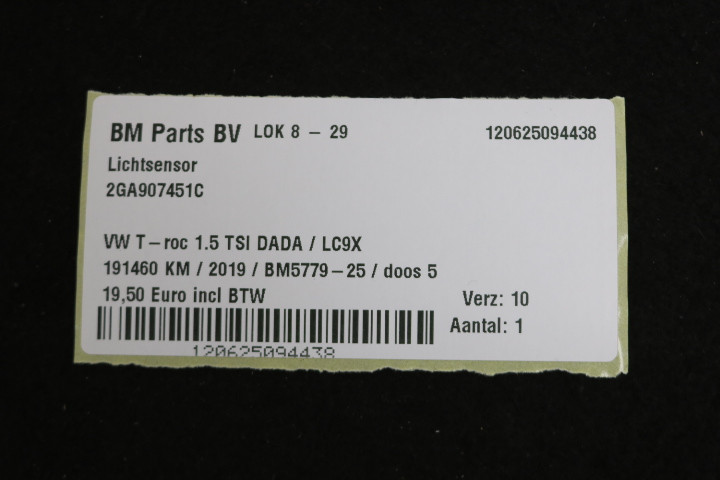 BM Parts BV LOK 8 - 29 120625094438
Lichtsensor
2GA907451C
VW T-roc 1.5 TSI DADA / LC9X
191460 KM / 2019 / BM5779-25 / doos 5
19,50 Euro incl BTW Verz: 10
Aantal: 1
120625094438